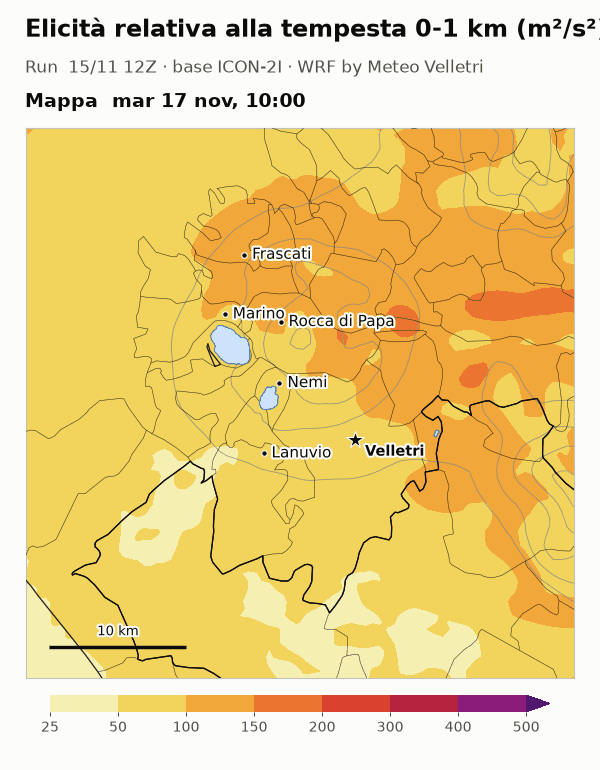 Elicità relativa alla tempesta 0-1 km (m²/s²)
Run  15/11 12Z · base ICON-2I · WRF by Meteo Velletri
Mappa  mar 17 nov, 10:00
Frascati
Marino
Rocca di Papa
Nemi
Velletri
Lanuvio
10 km
25 50 100 150 200 300 400 500